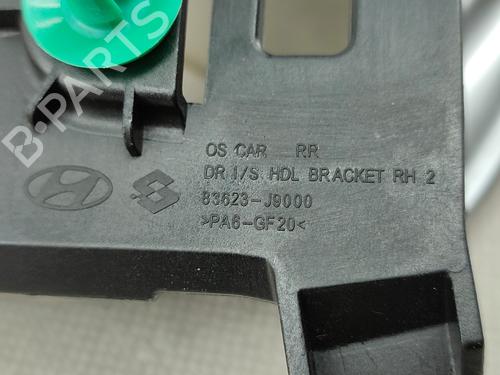 B-PARTS
OS CAR RR
DR I/S HDL BRACKET RH 2
83623-J9000
>PA6-GF20<